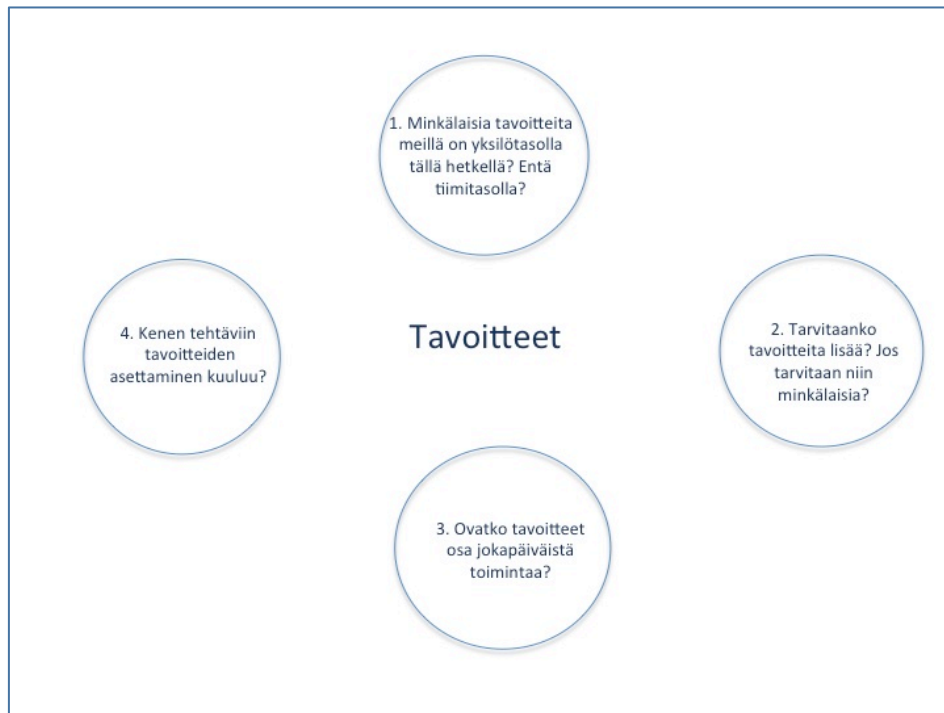 1. Minkälaisia tavoitteita
meillä on yksilötasolla
tällä hetkellä? Entä
tiimitasolla?
Tavoitteet
2. Tarvitaanko
tavoitteita lisää? Jos
tarvitaan niin
minkälaisia?
3. Ovatko tavoitteet
osa jokapäiväistä
toimintaa?
4. Kenen tehtäviin
tavoitteiden
asettaminen kuuluu?